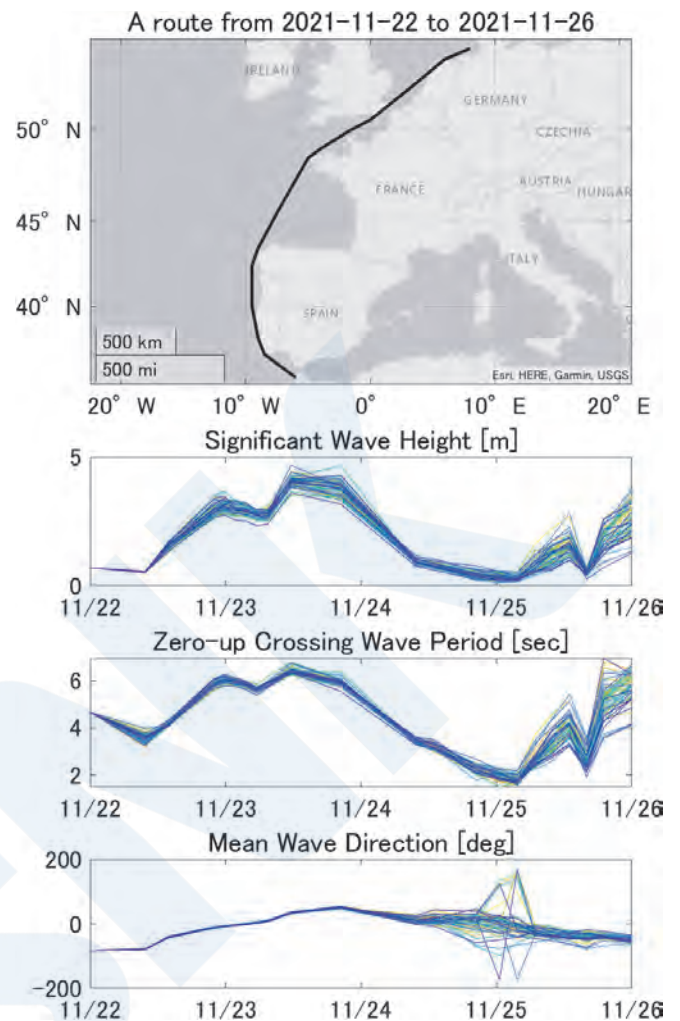 A route from 2021-11-22 to 2021-11-26
IRELAND
GERMANY
50° N
CZECHIA
FRANCE
AUSTRIA
HUNGAR
45° N
ITALY
40° N
SPAIN
500 km
500 mi
Esri, HERE, Garmin, USGS
20° W 10° W 0° 10° E 20° E
Significant Wave Height [m]
5
0
11/22 11/23 11/24 11/25 11/26
Zero-up Crossing Wave Period [sec]
6
4
2
11/22 11/23 11/24 11/25 11/26
Mean Wave Direction [deg]
200
0
-200
11/22 11/23 11/24 11/25 11/26